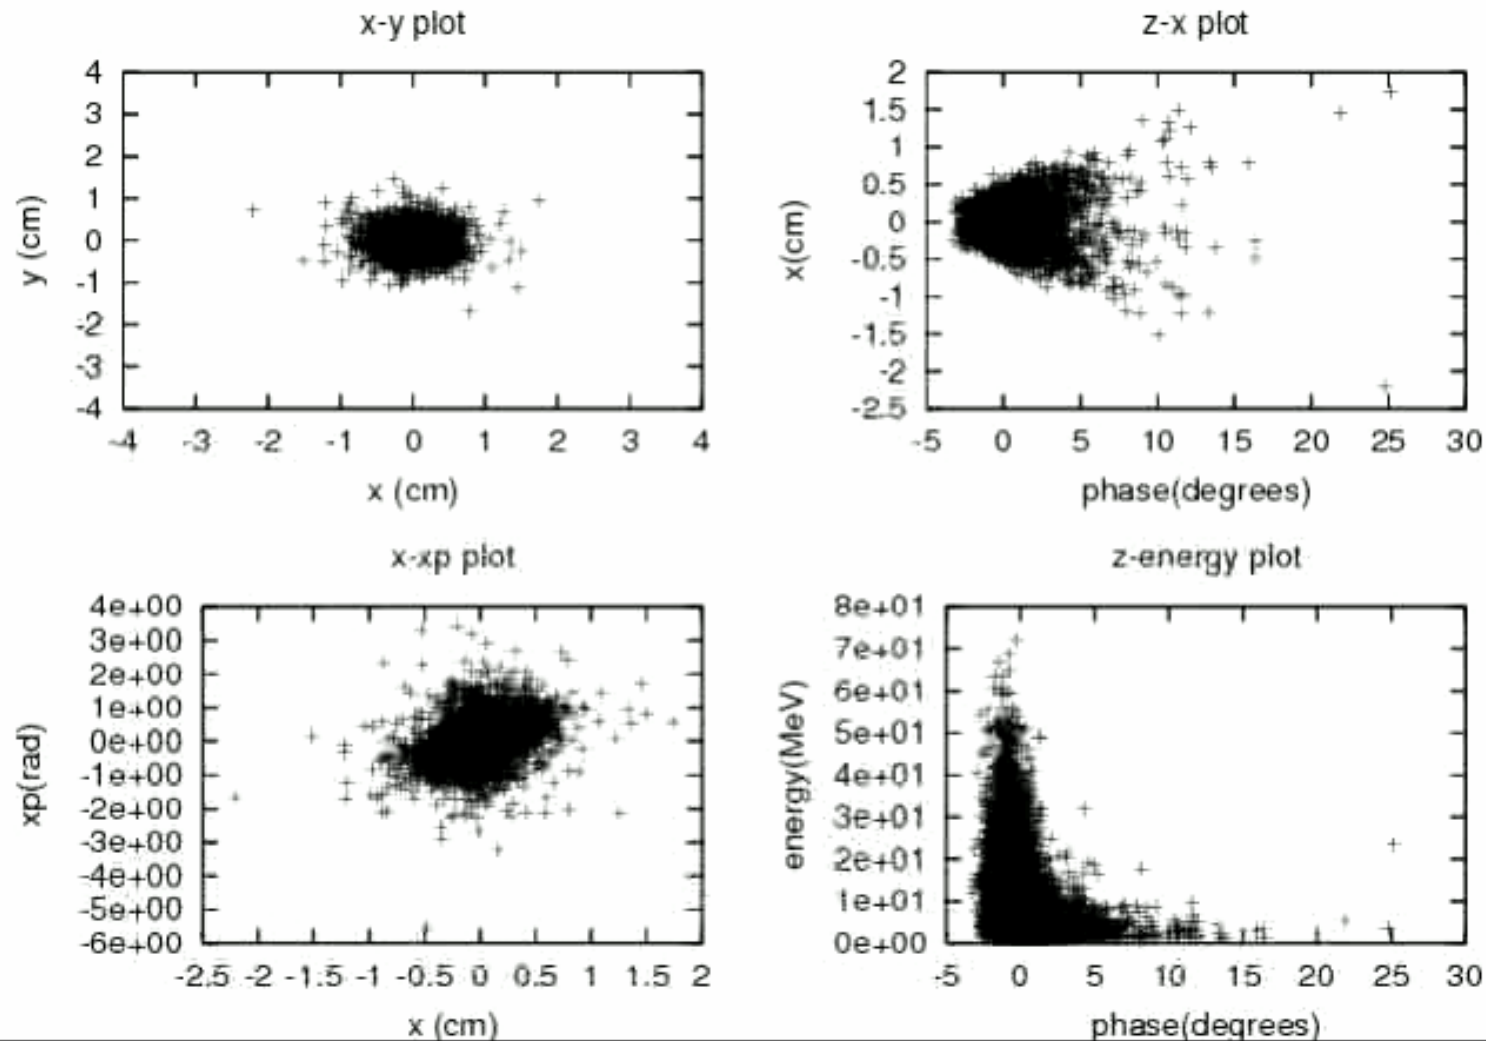 x-y plot
4
3
2
1
0
-1
-2
-3
-4
-4 -3 -2 -1 0 1 2 3 4
y (cm)
x (cm)
z-x plot
2
1.5
1
0.5
0
-0.5
-1
-1.5
-2
-2.5
-5 0 5 10 15 20 25 30
x(cm)
phase(degrees)
x-xp plot
4e+00
3e+00
2e+00
1e+00
0e+00
-1e+00
-2e+00
-3e+00
-4e+00
-5e+00
-6e+00
-2.5 -2 -1.5 -1 -0.5 0 0.5 1 1.5 2
xp(rad)
x (cm)
z-energy plot
8e+01
7e+01
6e+01
5e+01
4e+01
3e+01
2e+01
1e+01
0e+00
-5 0 5 10 15 20 25 30
energy(MeV)
phase(degrees)